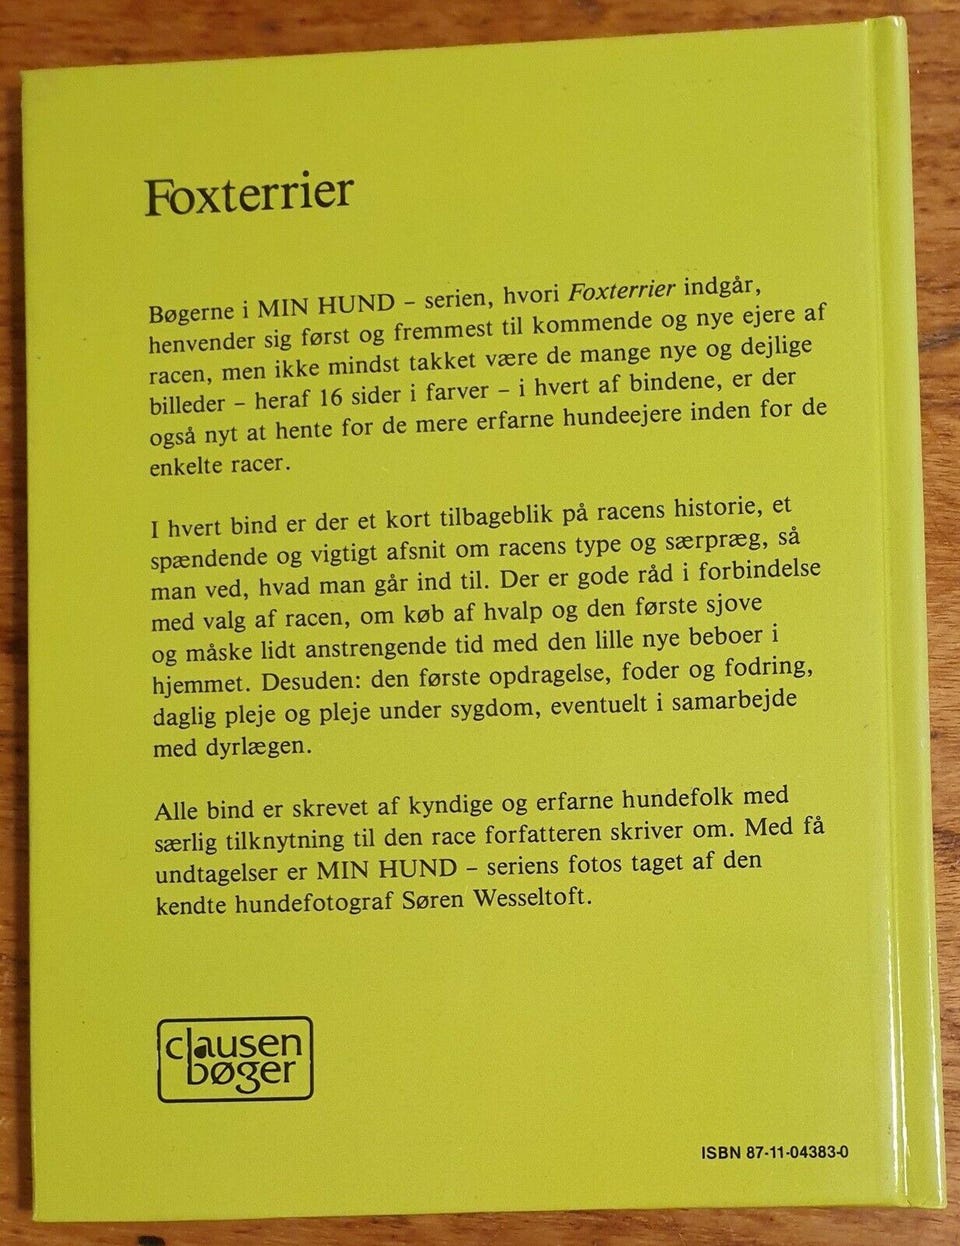 Foxterrier
Bøgerne i MIN HUND – serien, hvori Foxterrier indgår,
henvender sig først og fremmest til kommende og nye ejere af
racen, men ikke mindst takket være de mange nye og dejlige
billeder – heraf 16 sider i farver – i hvert af bindene, er der
også nyt at hente for de mere erfarne hundeejere inden for de
enkelte racer.
I hvert bind er der et kort tilbageblik på racens historie, et
spændende og vigtigt afsnit om racens type og særpræg, så
man ved, hvad man går ind til. Der er gode råd i forbindelse
med valg af racen, om køb af hvalp og den første sjove
og måske lidt anstrengende tid med den lille nye beboer i
hjemmet. Desuden: den første opdragelse, foder og fodring,
daglig pleje og pleje under sygdom, eventuelt i samarbejde
med dyrlægen.
Alle bind er skrevet af kyndige og erfarne hundefolk med
særlig tilknytning til den race forfatteren skriver om. Med få
undtagelser er MIN HUND – seriens fotos taget af den
kendte hundefotograf Søren Wesseltoft.
clausen
bøger
ISBN 87-11-04383-0